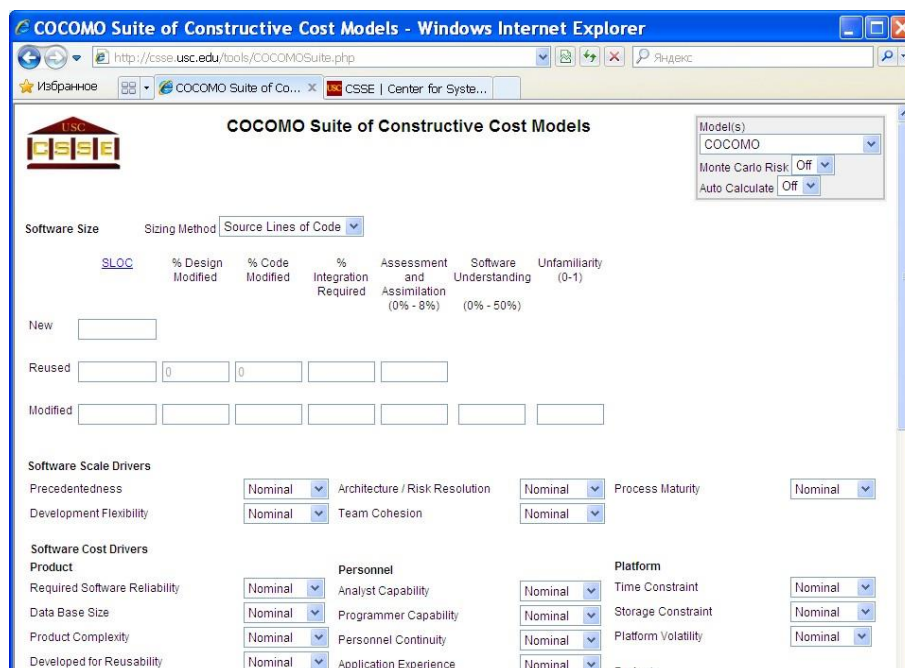 COCOMO Suite of Constructive Cost Models - Windows Internet Explorer
http://csse.usc.edu/tools/COCOMOSuite.php
Яндекс
Избранное
COCOMO Suite of Co...
USC
CSSE | Center for Syste...
USC
CSSE
COCOMO Suite of Constructive Cost Models
Model(s)
COCOMO
Monte Carlo Risk Off
Auto Calculate Off
Software Size Sizing Method Source Lines of Code
SLOC % Design % Code % Assessment Software Unfamiliarity
Modified Modified Integration and Understanding (0-1)
Required Assimilation
(0% - 8%) (0% - 50%)
New
Reused 0 0
Modified
Software Scale Drivers
Precedentedness Nominal Architecture / Risk Resolution Nominal Process Maturity Nominal
Development Flexibility Nominal Team Cohesion Nominal
Software Cost Drivers
Product Personnel Platform
Required Software Reliability Nominal Analyst Capability Nominal Time Constraint Nominal
Data Base Size Nominal Programmer Capability Nominal Storage Constraint Nominal
Product Complexity Nominal Personnel Continuity Nominal Platform Volatility Nominal
Developed for Reusability Nominal Application Experience Nominal